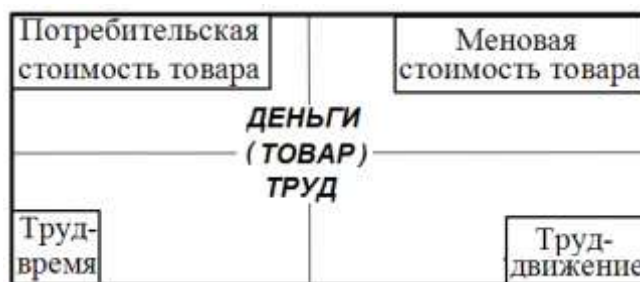 Потребительская
стоимость товара
Меновая
стоимость товара
ДЕНЬГИ
(ТОВАР)
ТРУД
Труд-
время
Труд-
движение